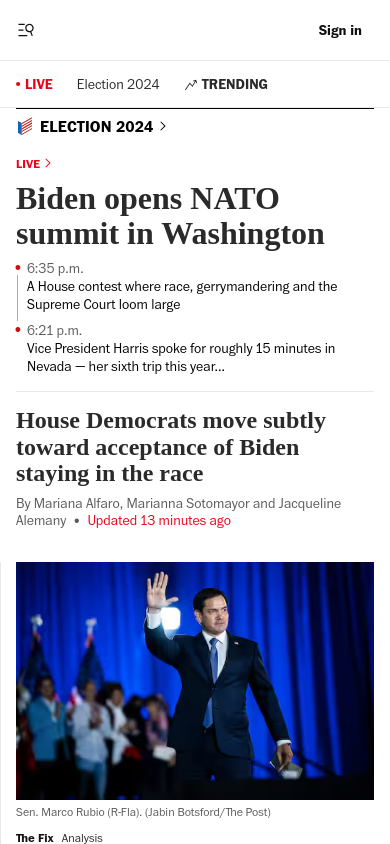 Sign in
LIVE
Election 2024
TRENDING
ELECTION 2024
LIVE
Biden opens NATO
summit in Washington
6:35 p.m.
A House contest where race, gerrymandering and the
Supreme Court loom large
6:21 p.m.
Vice President Harris spoke for roughly 15 minutes in
Nevada — her sixth trip this year...
House Democrats move subtly
toward acceptance of Biden
staying in the race
By Mariana Alfaro, Marianna Sotomayor and Jacqueline
Alemany • Updated 13 minutes ago
Sen. Marco Rubio (R-Fla). (Jabin Botsford/The Post)
The Fix Analysis